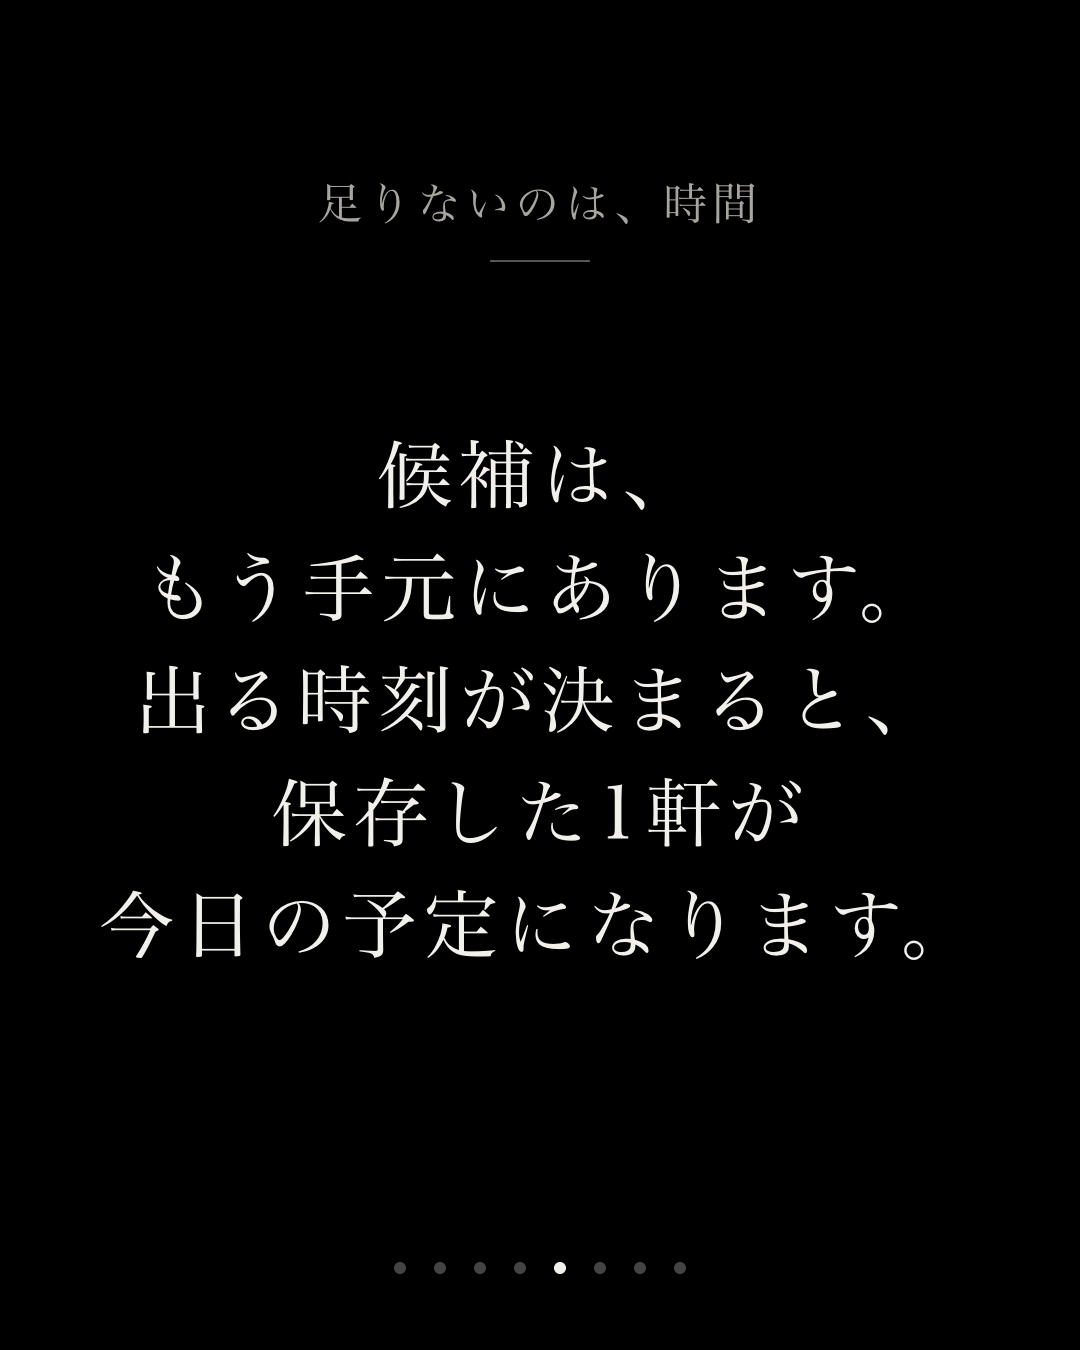 足りないのは、時間
候補は、
もう手元にあります。
出る時刻が決まると、
保存した1軒が
今日の予定になります。